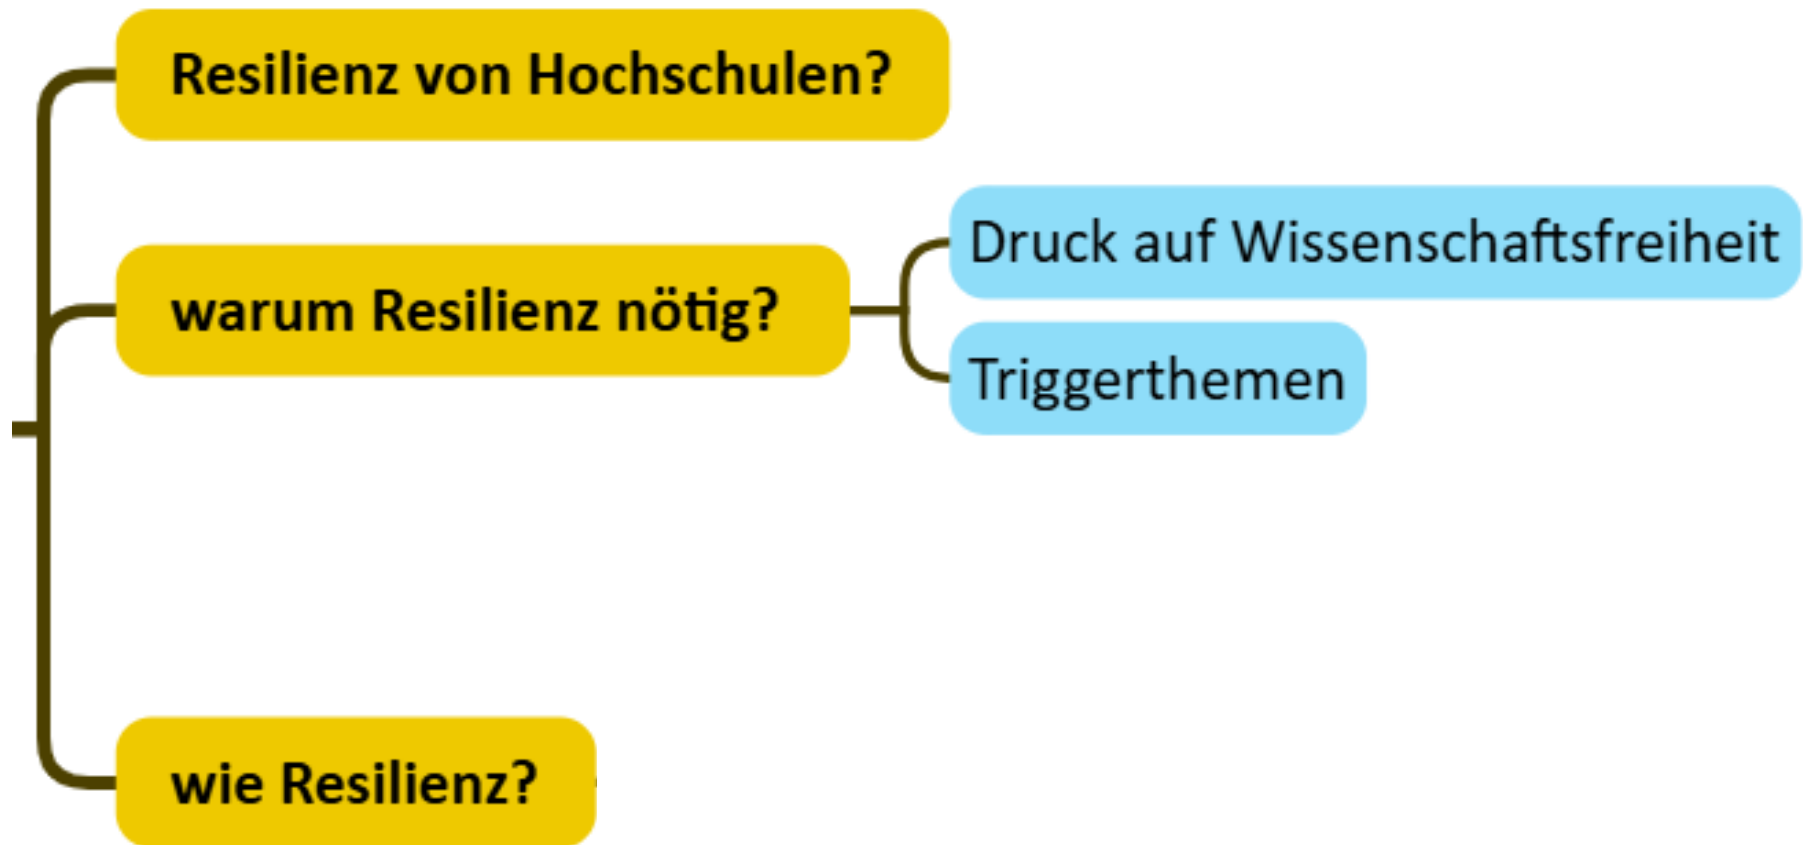 Resilienz von Hochschulen?
warum Resilienz nötig?
Druck auf Wissenschaftsfreiheit
Triggerthemen
wie Resilienz?